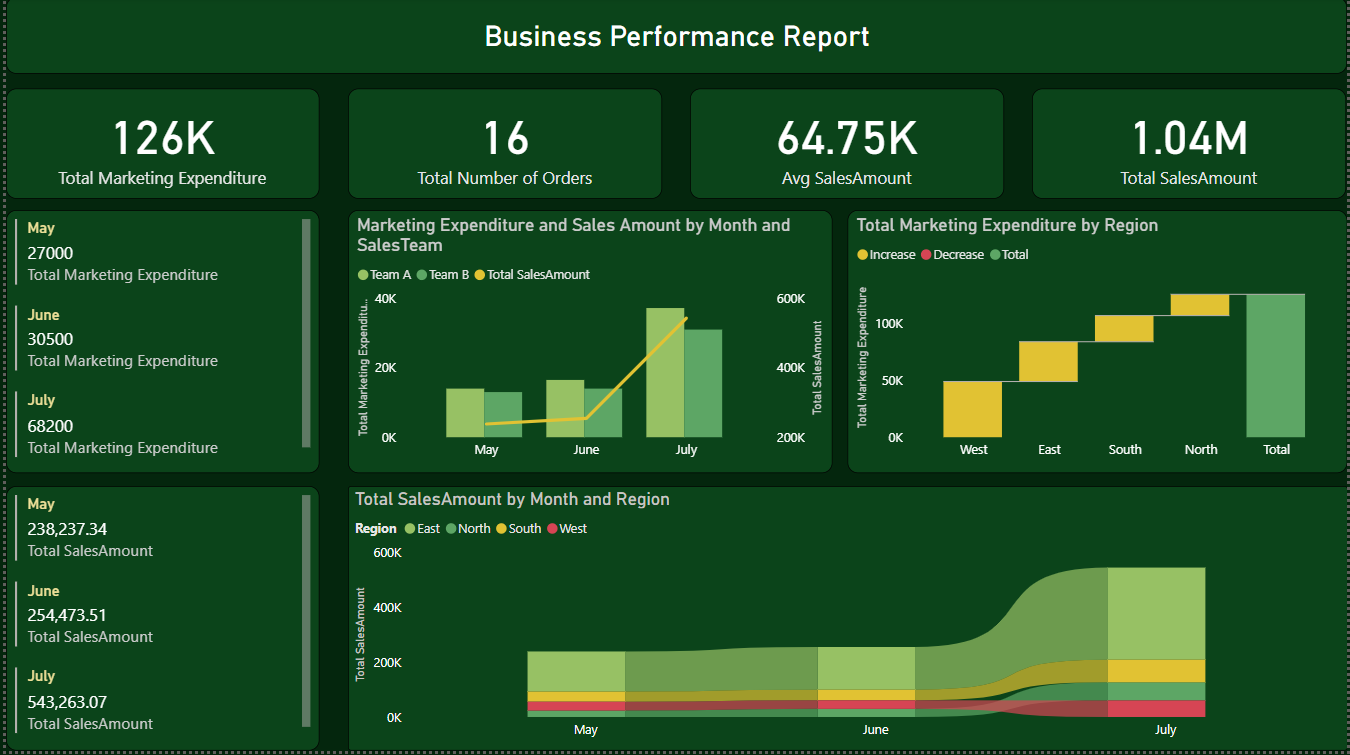 Business Performance Report
126K
Total Marketing Expenditure
16
Total Number of Orders
64.75K
Avg SalesAmount
1.04M
Total SalesAmount
May
27000
Total Marketing Expenditure
June
30500
Total Marketing Expenditure
July
68200
Total Marketing Expenditure
Marketing Expenditure and Sales Amount by Month and
SalesTeam
Team A Team B Total SalesAmount
Total Marketing Expenditu...
40K
20K
0K
600K
400K
200K
Total SalesAmount
May June July
Total Marketing Expenditure by Region
Increase Decrease Total
Total Marketing Expenditure
100K
50K
0K
West East South North Total
May
238,237.34
Total SalesAmount
June
254,473.51
Total SalesAmount
July
543,263.07
Total SalesAmount
Total SalesAmount by Month and Region
Region East North South West
Total SalesAmount
600K
400K
200K
0K
May June July